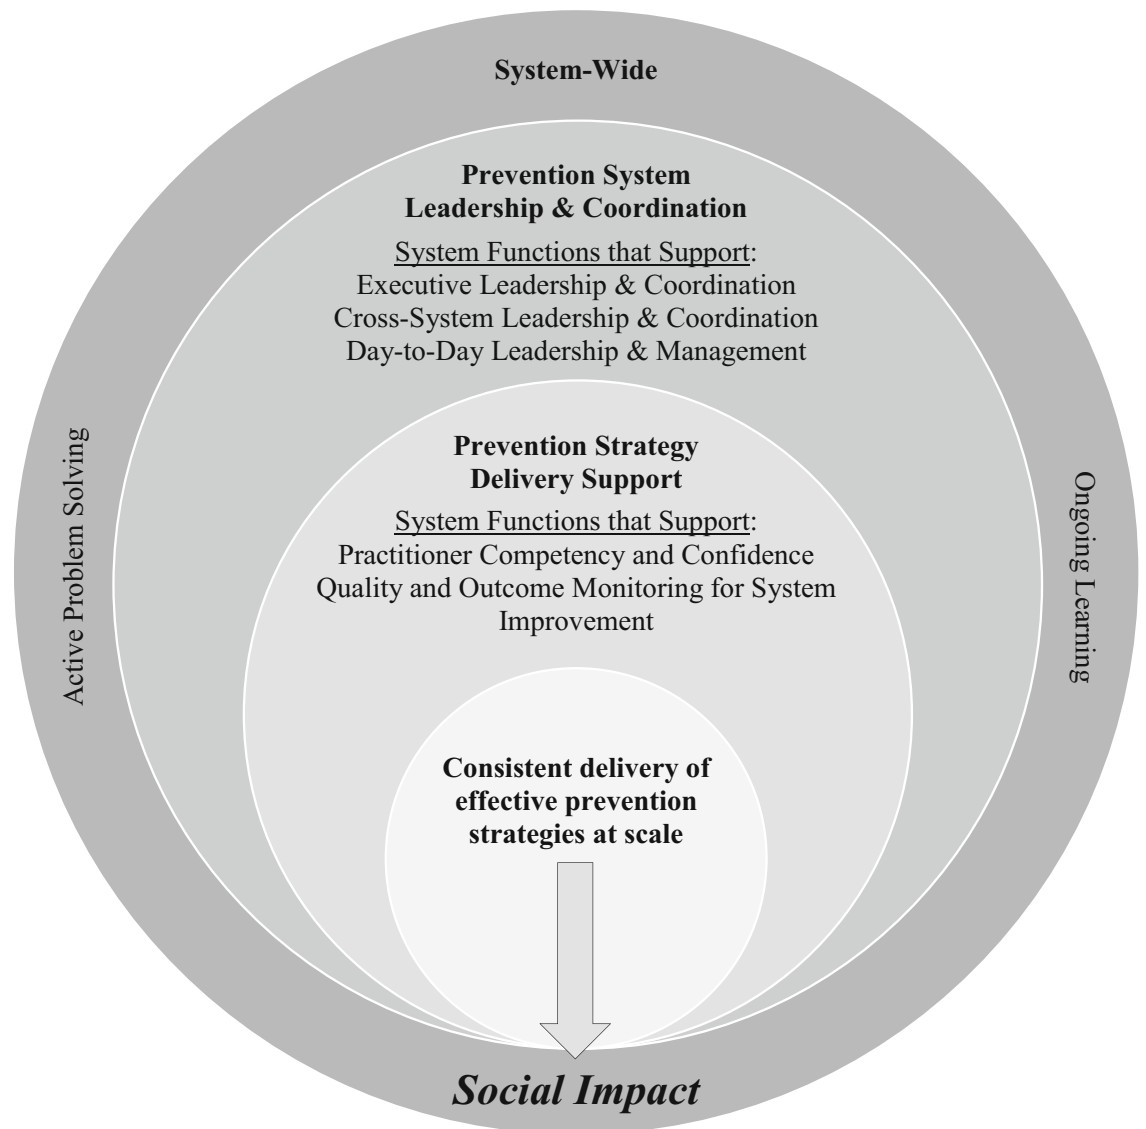 System-Wide
Prevention System
Leadership & Coordination
System Functions that Support:
Executive Leadership & Coordination
Cross-System Leadership & Coordination
Day-to-Day Leadership & Management
Active Problem Solving
Ongoing Learning
Prevention Strategy
Delivery Support
System Functions that Support:
Practitioner Competency and Confidence
Quality and Outcome Monitoring for System
Improvement
Consistent delivery of
effective prevention
strategies at scale
Social Impact